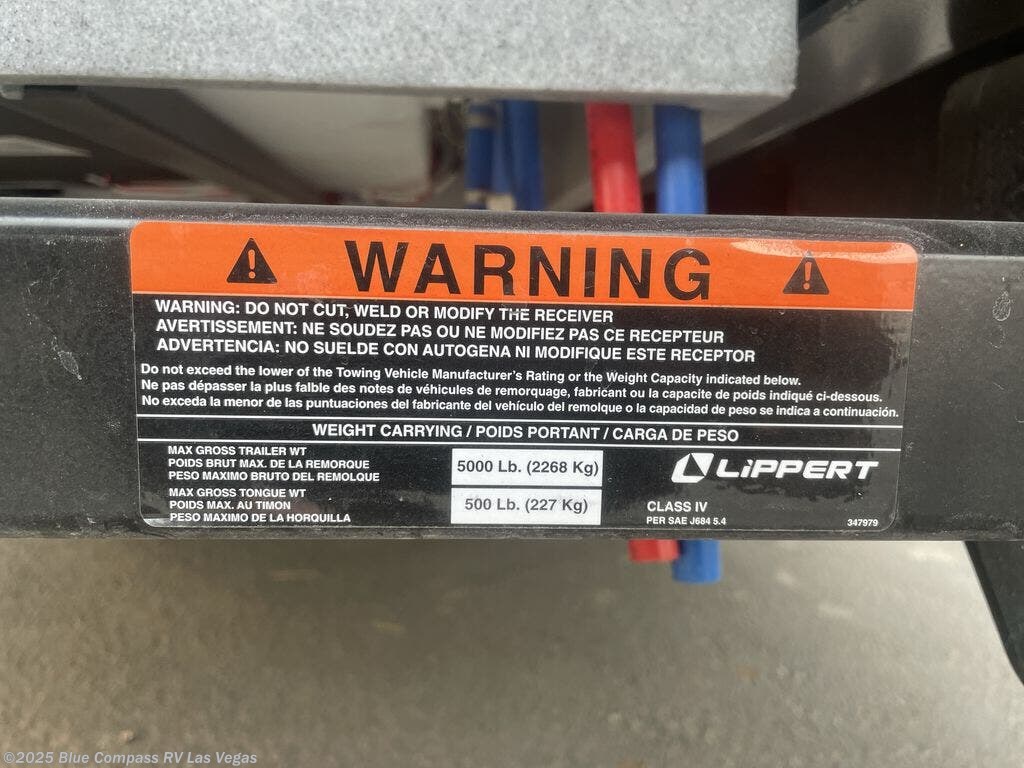 WARNING
WARNING: DO NOT CUT, WELD OR MODIFY THE RECEIVER
AVERTISSEMENT: NE SOUDEZ PAS OU NE MODIFIEZ PAS CE RECEPTEUR
ADVERTENCIA: NO SUELDE CON AUTOGENA NI MODIFIQUE ESTE RECEPTOR
Do not exceed the lower of the Towing Vehicle Manufacturer's Rating or the Weight Capacity indicated below.
Ne pas dépasser la plus falble des notes de véhicules de remorquage, fabricant ou la capacite de poids indiqué ci-dessous.
No exceda la menor de las puntuaciones del fabricante del vehículo del remolque o la capacidad de peso se indica a continuación.
WEIGHT CARRYING / POIDS PORTANT / CARGA DE PESO
MAX GROSS TRAILER WT
POIDS BRUT MAX. DE LA REMORQUE
PESO MAXIMO BRUTO DEL REMOLQUE
5000 Lb. (2268 Kg)
MAX GROSS TONGUE WT
POIDS MAX. AU TIMON
PESO MAXIMO DE LA HORQUILLA
500 Lb. (227 Kg)
LiPPERT
CLASS IV
PER SAE J684 5.4
347979
©2025 Blue Compass RV Las Vegas